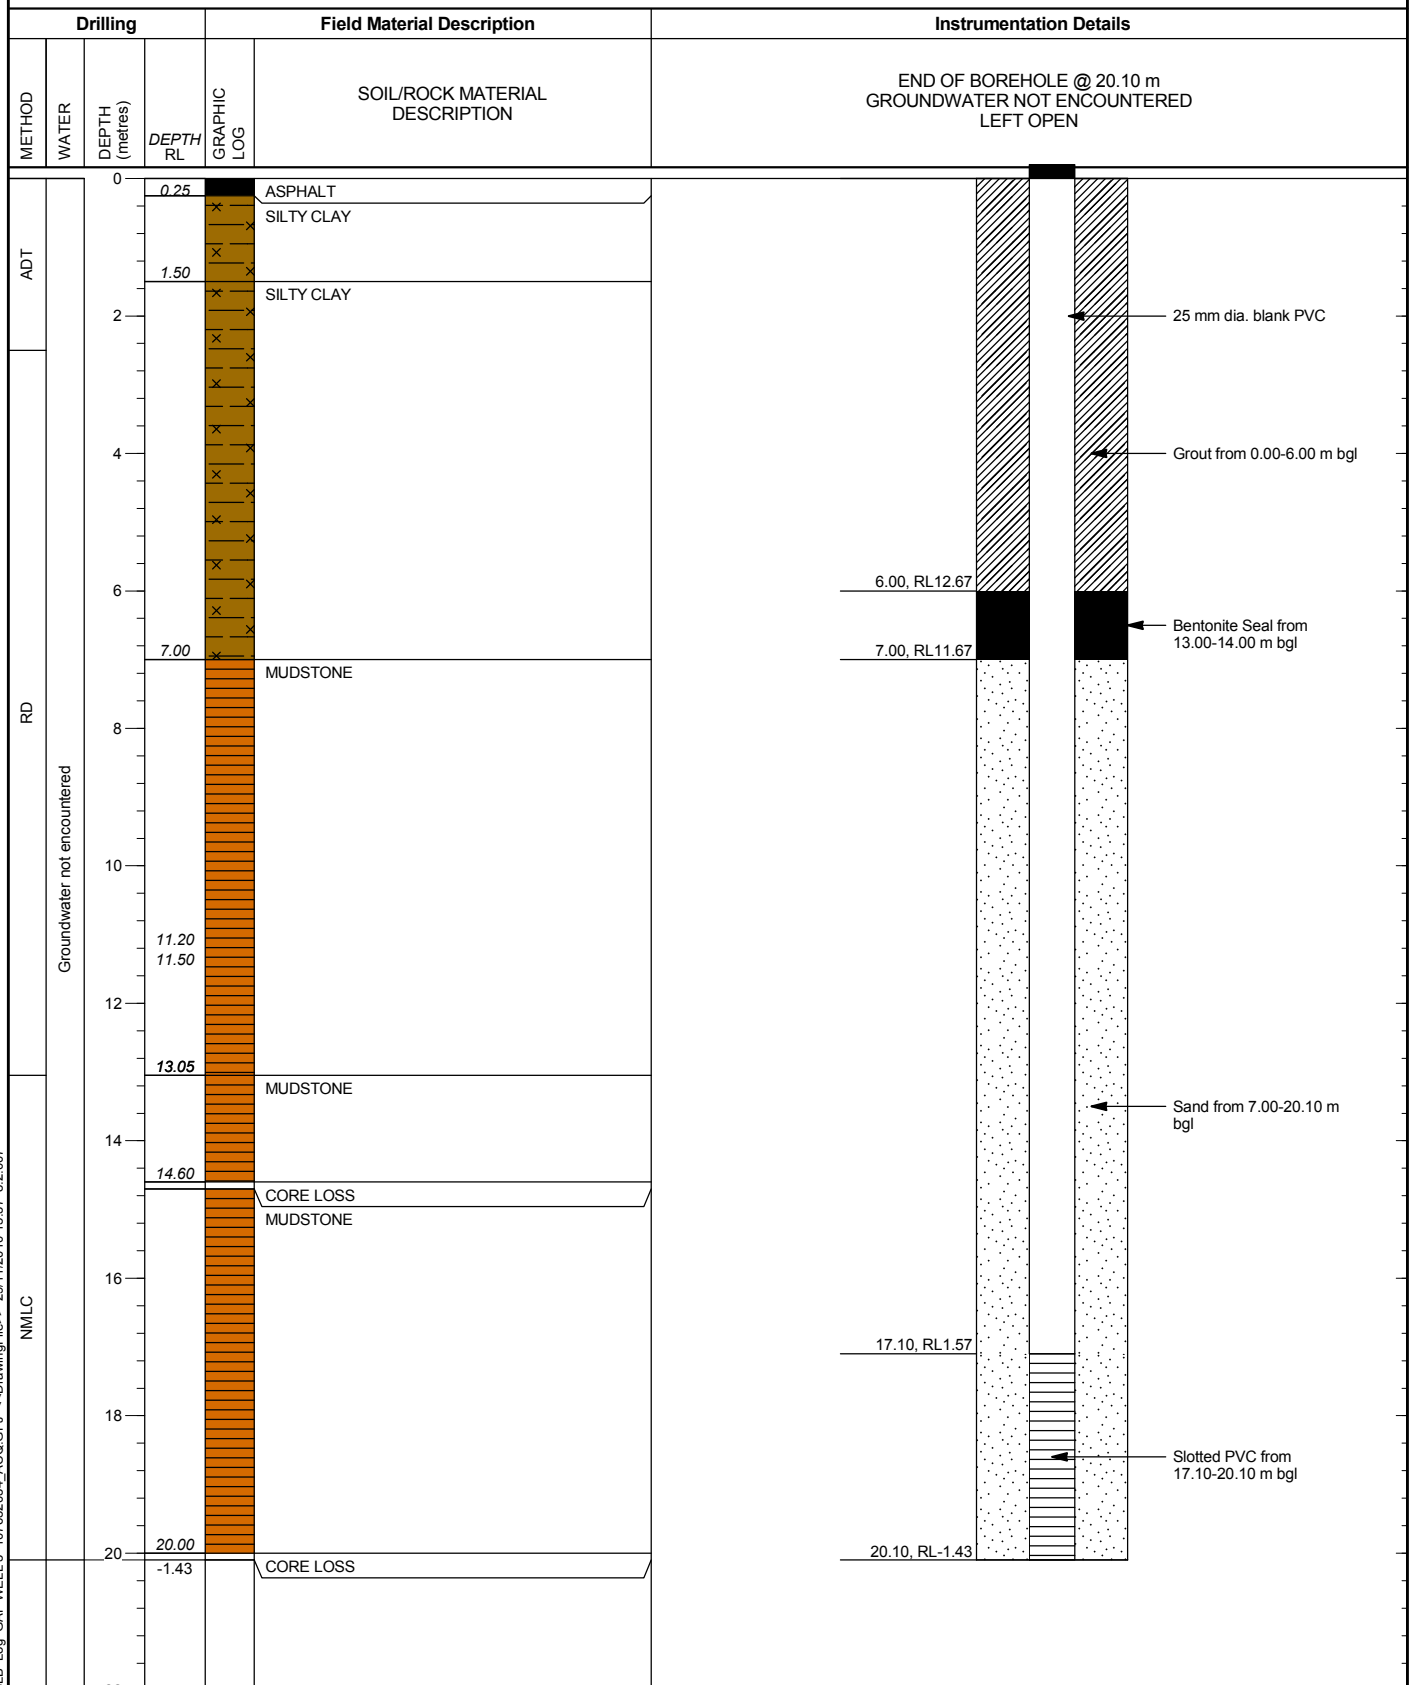 Drilling
Field Material Description
Instrumentation Details
METHOD
WATER
DEPTH
(metres)
DEPTH
RL
GRAPHIC
LOG
SOIL/ROCK MATERIAL
DESCRIPTION
END OF BOREHOLE @ 20.10 m
GROUNDWATER NOT ENCOUNTERED
LEFT OPEN
ADT
RD
NMLC
Groundwater not encountered
0
2
4
6
8
10
12
14
16
18
20
0.25
1.50
7.00
11.20
11.50
13.05
14.60
20.00
-1.43
ASPHALT
SILTY CLAY
SILTY CLAY
MUDSTONE
MUDSTONE
CORE LOSS
MUDSTONE
CORE LOSS
6.00, RL12.67
7.00, RL11.67
17.10, RL1.57
20.10, RL-1.43
25 mm dia. blank PVC
Grout from 0.00-6.00 m bgl
Bentonite Seal from
13.00-14.00 m bgl
Sand from 7.00-20.10 m
bgl
Slotted PVC from
17.10-20.10 m bgl